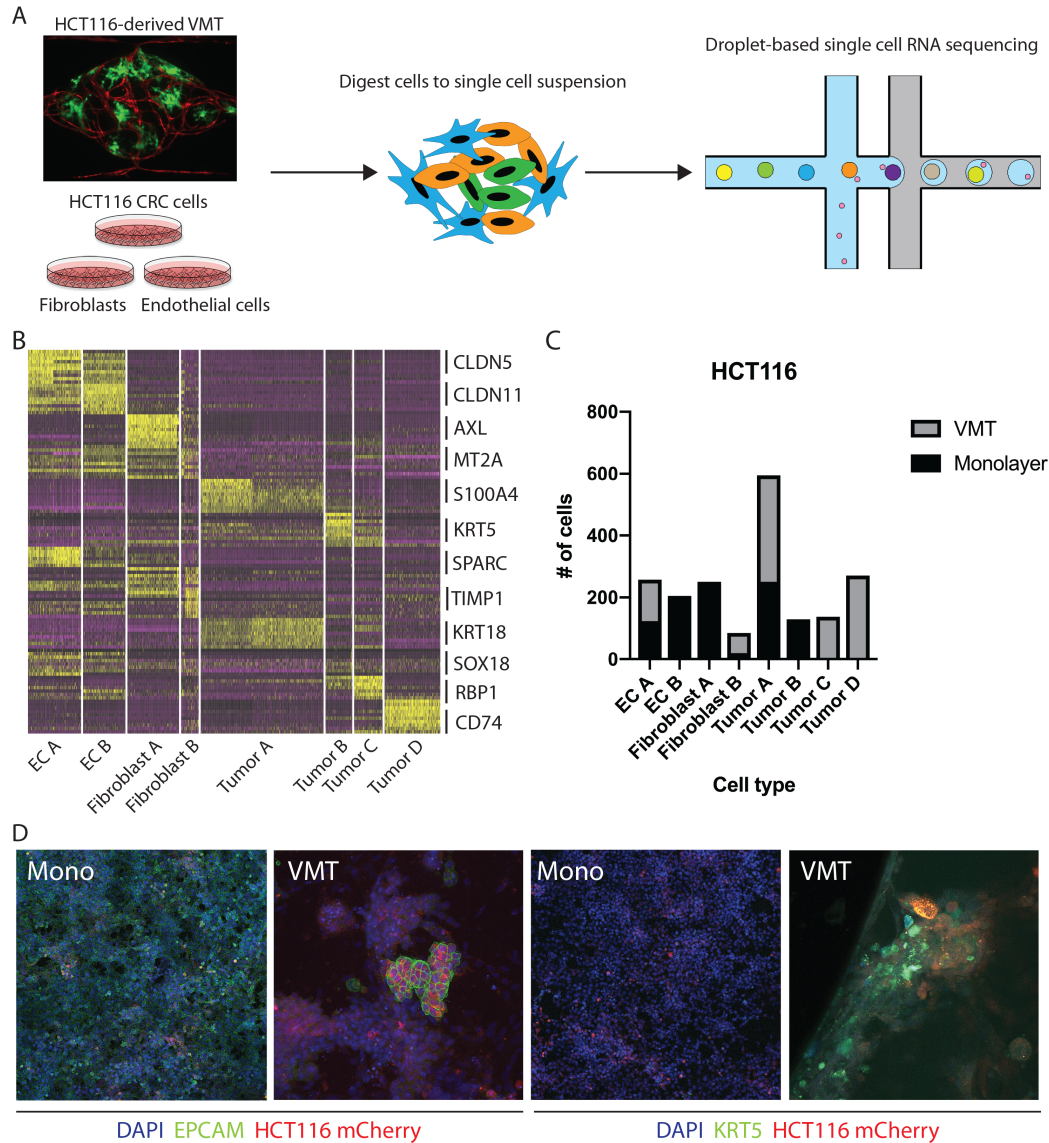 A
HCT116-derived VMT
Digest cells to single cell suspension
Droplet-based single cell RNA sequencing
HCT116 CRC cells
Fibroblasts
Endothelial cells
B
CLDN5
CLDN11
AXL
MT2A
S100A4
KRT5
SPARC
TIMP1
KRT18
SOX18
RBP1
CD74
EC A
EC B
Fibroblast A
Fibroblast B
Tumor A
Tumor B
Tumor C
Tumor D
C
HCT116
800
600
400
200
0
# of cells
VMT
Monolayer
EC A
EC B
Fibroblast A
Fibroblast B
Tumor A
Tumor B
Tumor C
Tumor D
Cell type
D
Mono
VMT
Mono
VMT
DAPI EPCAM HCT116 mCherry
DAPI KRT5 HCT116 mCherry